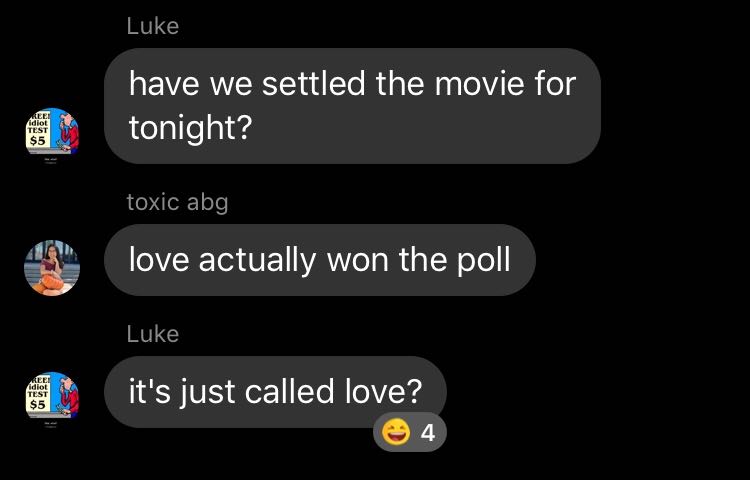 Luke
have we settled the movie for
tonight?
FREE!
idiot
TEST
$5
toxic abg
love actually won the poll
Luke
it's just called love?
😆 4
FREE!
idiot
TEST
$5